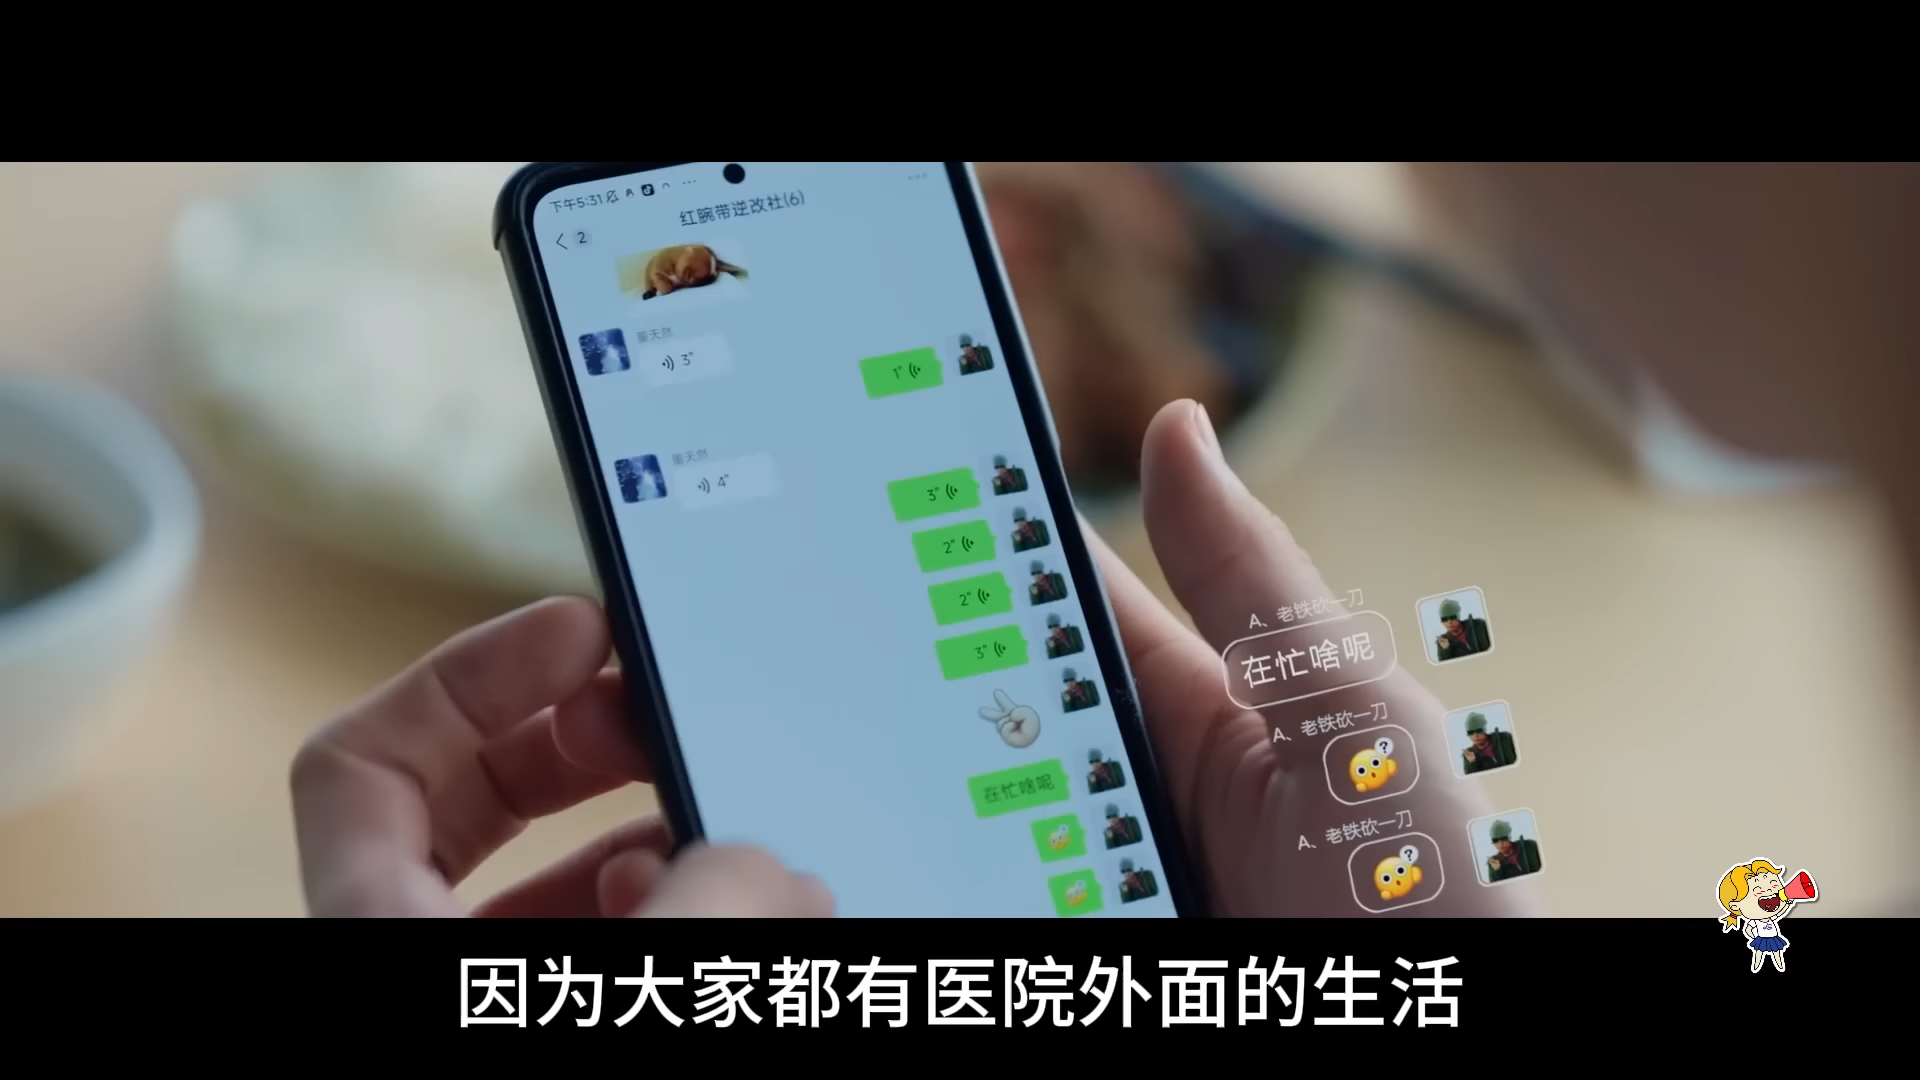 下午5:31
2
红腕带逆改社(6)
董天然
3"
1"
董天然
4"
3"
2"
2"
3"
在忙啥呢
A、老铁砍一刀
在忙啥呢
A、老铁砍一刀
A、老铁砍一刀
因为大家都有医院外面的生活